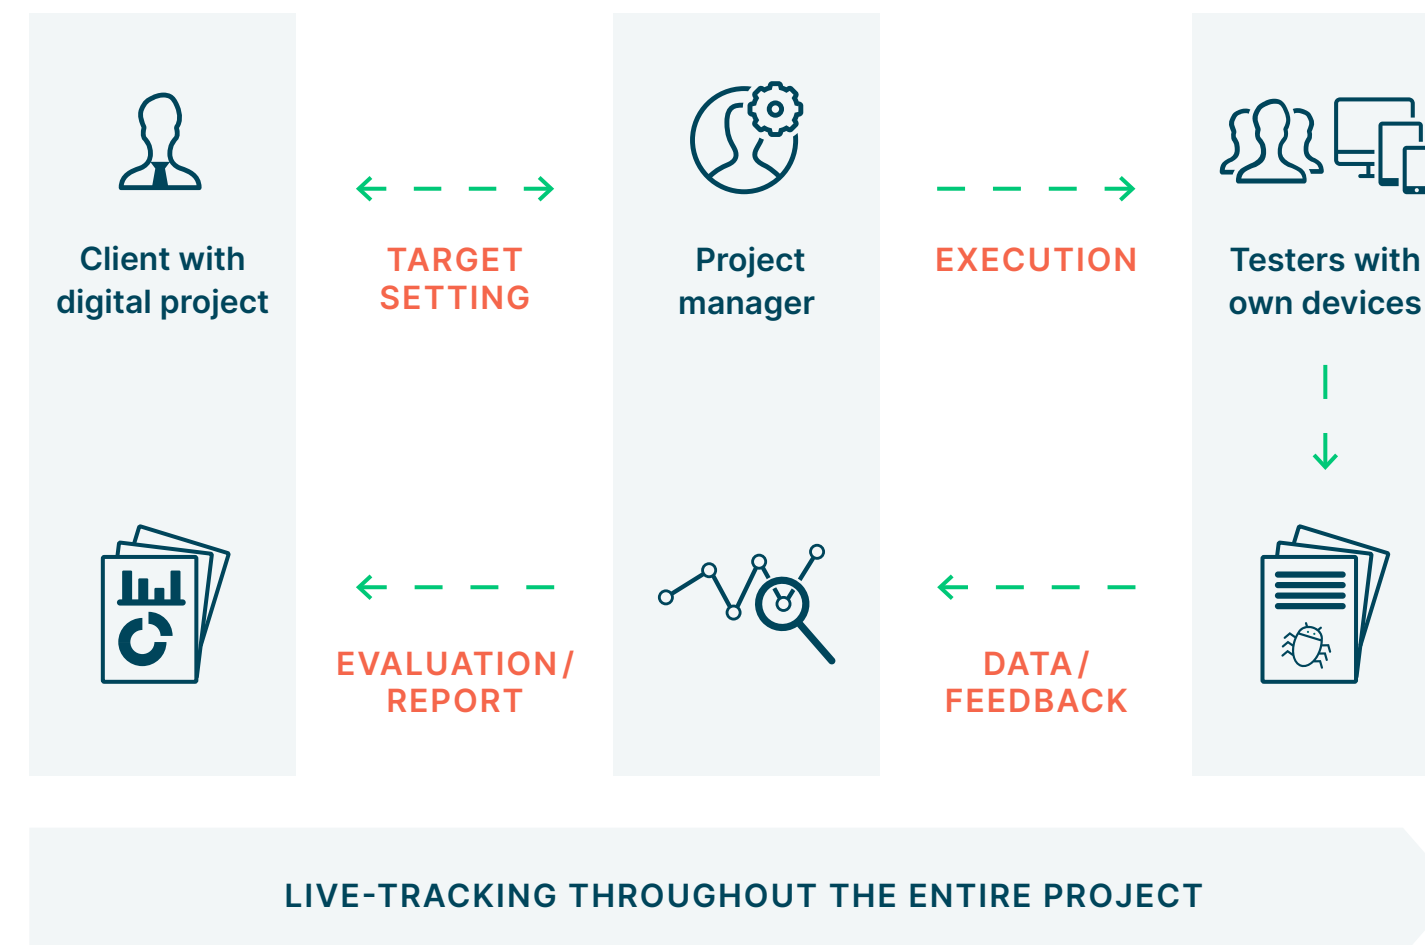 Client with
digital project
TARGET
SETTING
Project
manager
EXECUTION
Testers with
own devices
EVALUATION/
REPORT
DATA/
FEEDBACK
LIVE-TRACKING THROUGHOUT THE ENTIRE PROJECT